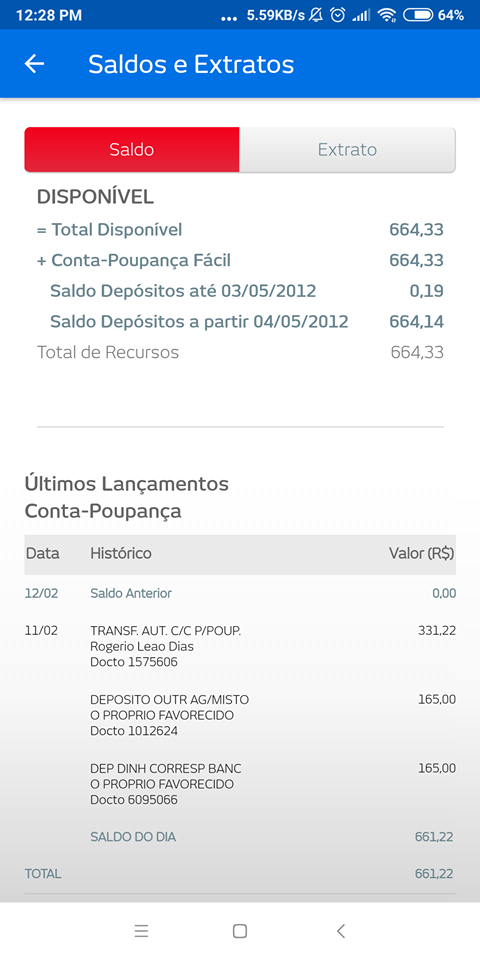 12:28 PM ... 5.59KB/s 64%
Saldos e Extratos
Saldo Extrato
DISPONÍVEL
= Total Disponível 664,33
+ Conta-Poupança Fácil 664,33
Saldo Depósitos até 03/05/2012 0,19
Saldo Depósitos a partir 04/05/2012 664,14
Total de Recursos 664,33
Últimos Lançamentos
Conta-Poupança
Data Histórico Valor (R$)
12/02 Saldo Anterior 0,00
11/02 TRANSF. AUT. C/C P/POUP. 331,22
Rogerio Leao Dias
Docto 1575606
DEPOSITO OUTR AG/MISTO 165,00
O PROPRIO FAVORECIDO
Docto 1012624
DEP DINH CORRESP BANC 165,00
O PROPRIO FAVORECIDO
Docto 6095066
SALDO DO DIA 661,22
TOTAL 661,22